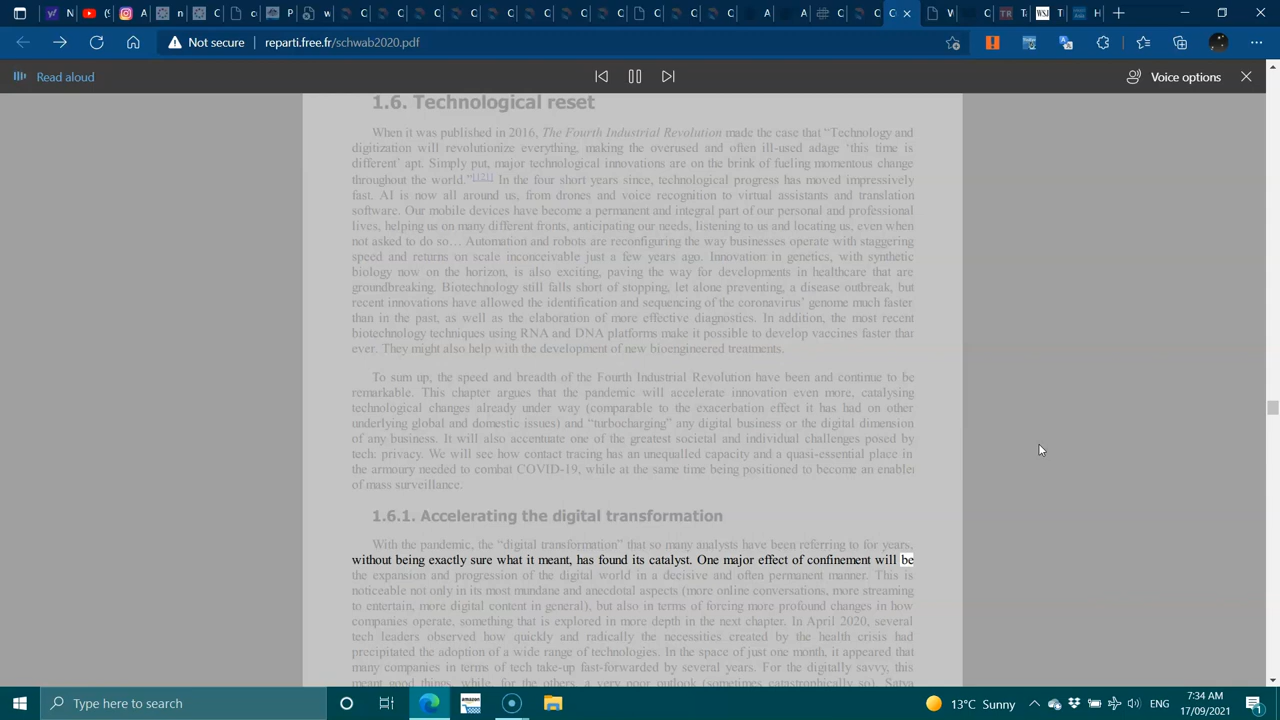 Not secure
reparti.free.fr/schwab2020.pdf
Read aloud
Voice options
1.6. Technological reset
When it was published in 2016, The Fourth Industrial Revolution made the case that “Technology and
digitization will revolutionize everything, making the overused and often ill-used adage ‘this time is
different’ apt. Simply put, major technological innovations are on the brink of fueling momentous change
throughout the world.”[121] In the four short years since, technological progress has moved impressively
fast. AI is now all around us, from drones and voice recognition to virtual assistants and translation
software. Our mobile devices have become a permanent and integral part of our personal and professional
lives, helping us on many different fronts, anticipating our needs, listening to us and locating us, even when
not asked to do so… Automation and robots are reconfiguring the way businesses operate with staggering
speed and returns on scale inconceivable just a few years ago. Innovation in genetics, with synthetic
biology now on the horizon, is also exciting, paving the way for developments in healthcare that are
groundbreaking. Biotechnology still falls short of stopping, let alone preventing, a disease outbreak, but
recent innovations have allowed the identification and sequencing of the coronavirus’ genome much faster
than in the past, as well as the elaboration of more effective diagnostics. In addition, the most recent
biotechnology techniques using RNA and DNA platforms make it possible to develop vaccines faster than
ever. They might also help with the development of new bioengineered treatments.
To sum up, the speed and breadth of the Fourth Industrial Revolution have been and continue to be
remarkable. This chapter argues that the pandemic will accelerate innovation even more, catalysing
technological changes already under way (comparable to the exacerbation effect it has had on other
underlying global and domestic issues) and “turbocharging” any digital business or the digital dimension
of any business. It will also accentuate one of the greatest societal and individual challenges posed by
tech: privacy. We will see how contact tracing has an unequalled capacity and a quasi-essential place in
the armoury needed to combat COVID-19, while at the same time being positioned to become an enabler
of mass surveillance.
1.6.1. Accelerating the digital transformation
With the pandemic, the “digital transformation” that so many analysts have been referring to for years,
without being exactly sure what it meant, has found its catalyst. One major effect of confinement will be
the expansion and progression of the digital world in a decisive and often permanent manner. This is
noticeable not only in its most mundane and anecdotal aspects (more online conversations, more streaming
to entertain, more digital content in general), but also in terms of forcing more profound changes in how
companies operate, something that is explored in more depth in the next chapter. In April 2020, several
tech leaders observed how quickly and radically the necessities created by the health crisis had
precipitated the adoption of a wide range of technologies. In the space of just one month, it appeared that
many companies in terms of tech take-up fast-forwarded by several years. For the digitally savvy, this
meant good things, while, for the others, a very poor outlook (sometimes catastrophically so). Satya
Type here to search
13°C Sunny
7:34 AM
17/09/2021